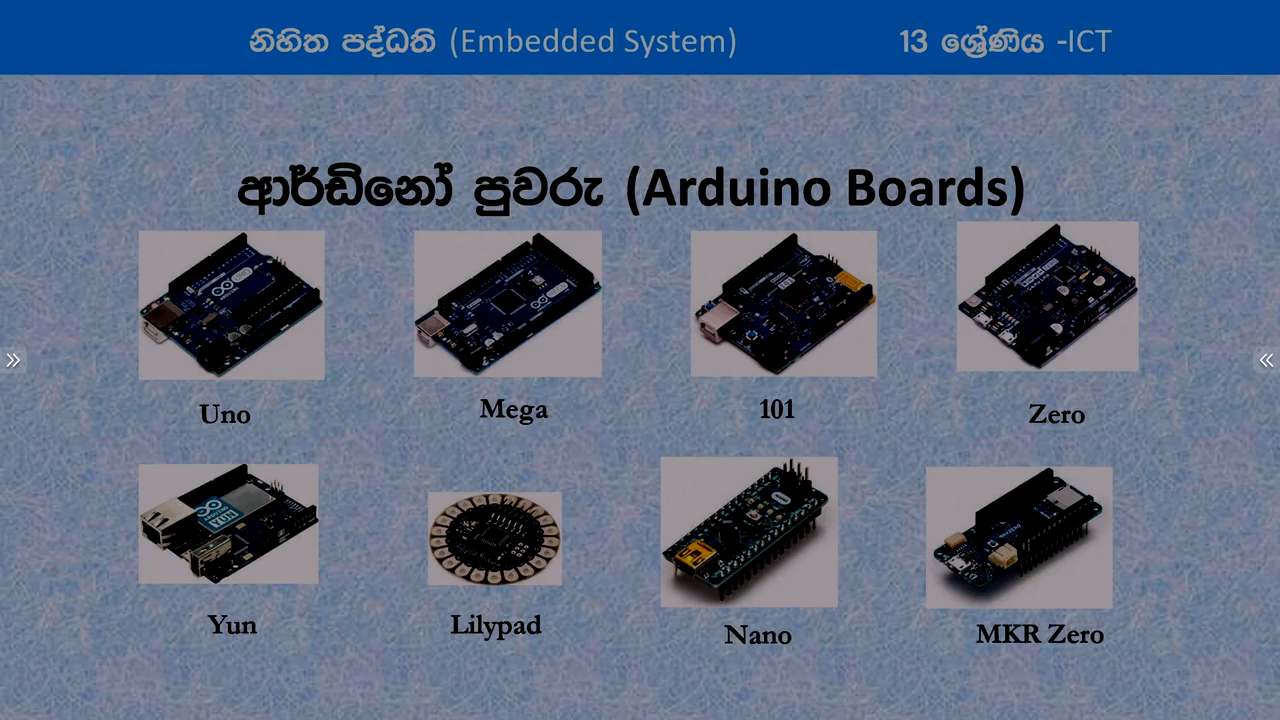 නිහිත පද්ධති (Embedded System) 13 ශ්‍රේණිය -ICT
ආර්ඩිනෝ පුවරු (Arduino Boards)
Uno Mega 101 Zero
Yun Lilypad Nano MKR Zero